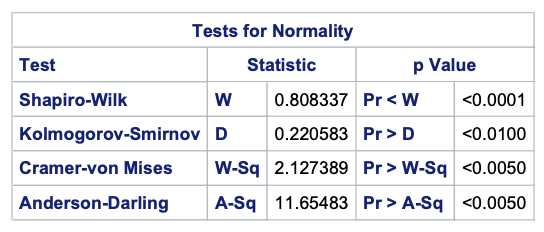 Tests for Normality
Test Statistic p Value
Shapiro-Wilk W 0.808337 Pr < W <0.0001
Kolmogorov-Smirnov D 0.220583 Pr > D <0.0100
Cramer-von Mises W-Sq 2.127389 Pr > W-Sq <0.0050
Anderson-Darling A-Sq 11.65483 Pr > A-Sq <0.0050